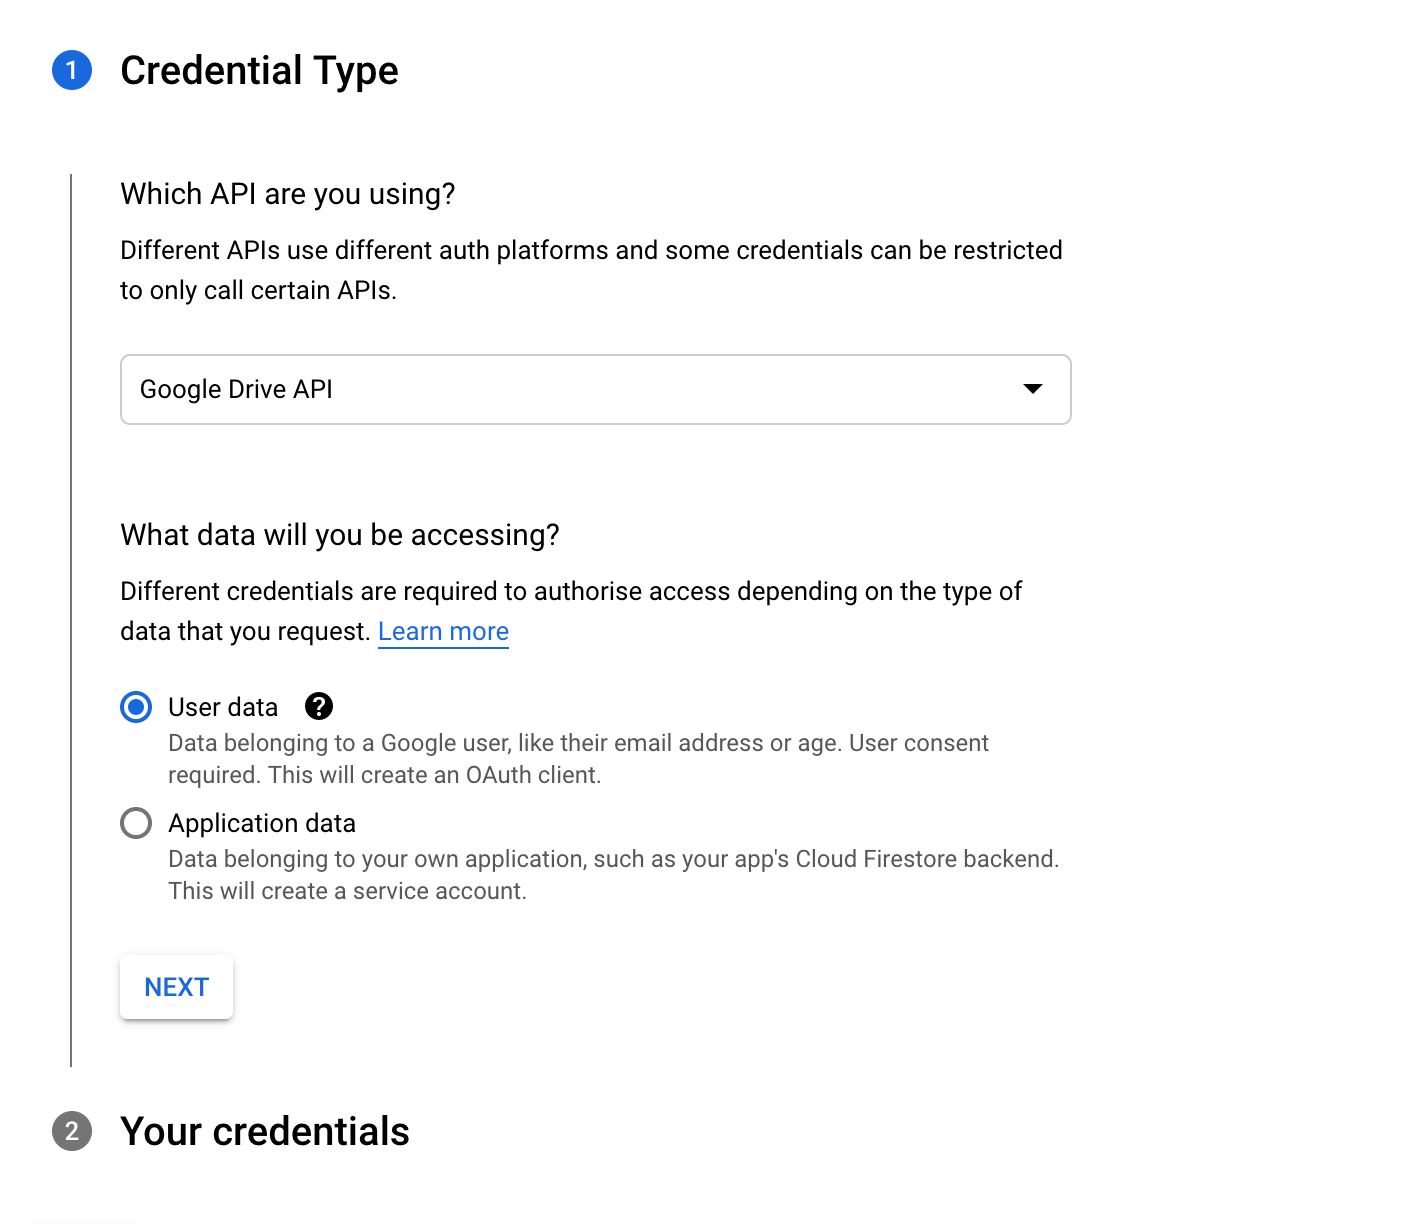 1 Credential Type
Which API are you using?
Different APIs use different auth platforms and some credentials can be restricted
to only call certain APIs.
Google Drive API
What data will you be accessing?
Different credentials are required to authorise access depending on the type of
data that you request. Learn more
User data ?
Data belonging to a Google user, like their email address or age. User consent
required. This will create an OAuth client.
Application data
Data belonging to your own application, such as your app's Cloud Firestore backend.
This will create a service account.
NEXT
2 Your credentials